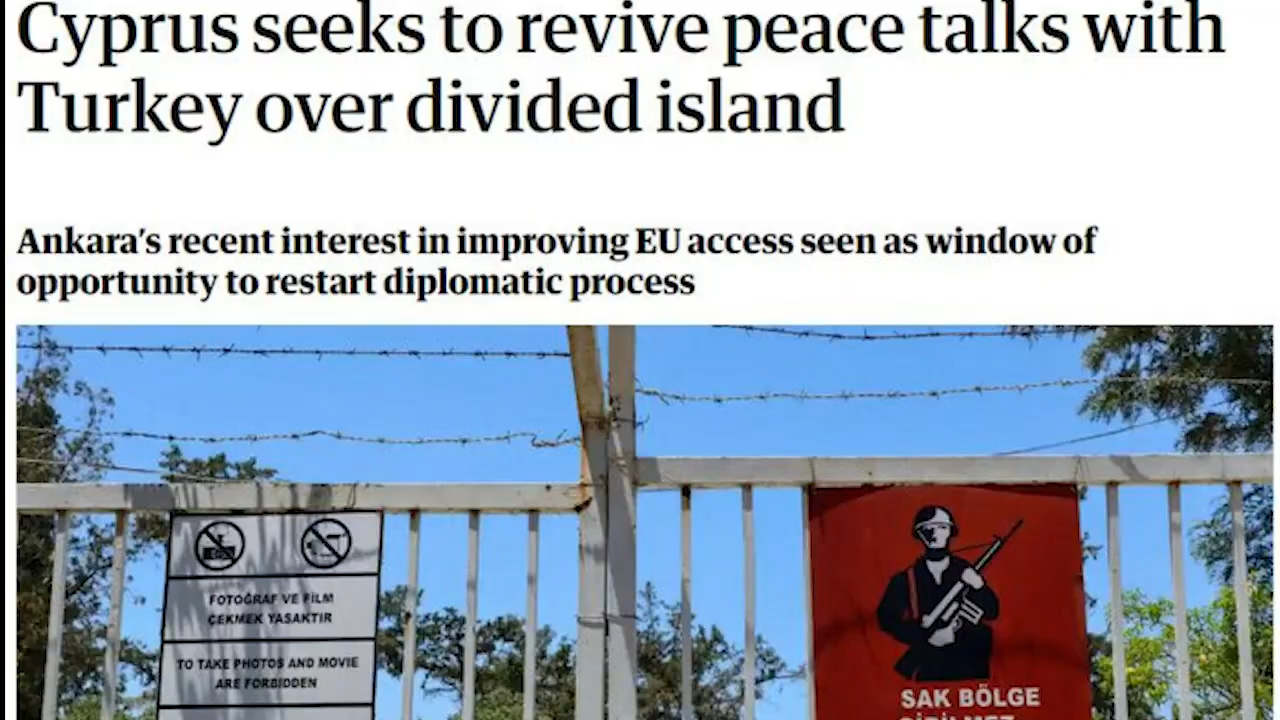 Cyprus seeks to revive peace talks with
Turkey over divided island
Ankara's recent interest in improving EU access seen as window of
opportunity to restart diplomatic process
FOTOĞRAF VE FİLM
ÇEKMEK YASAKTIR
TO TAKE PHOTOS AND MOVIE
ARE FORBIDDEN
SAK BÖLGE